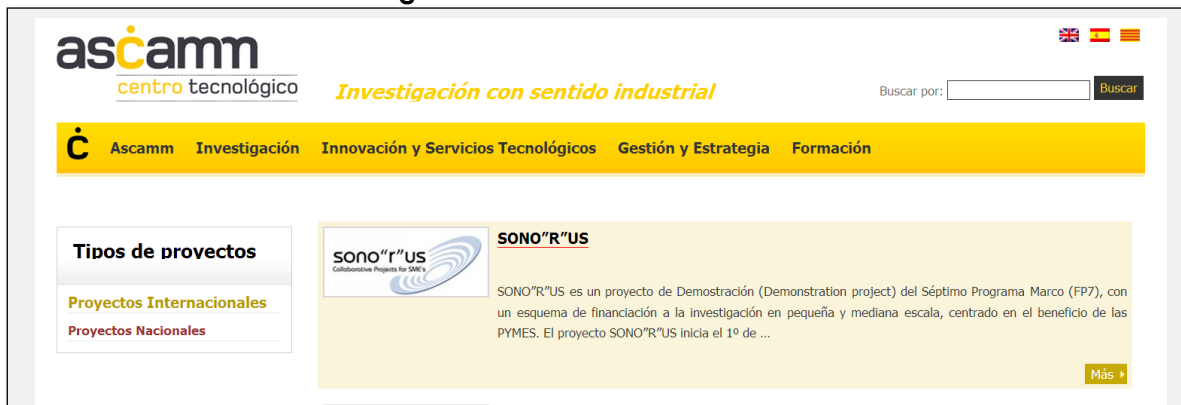 ascamm
centro tecnológico
Investigación con sentido industrial
Buscar por:
Buscar
Ascamm Investigación Innovación y Servicios Tecnológicos Gestión y Estrategia Formación
Tipos de proyectos
Proyectos Internacionales
Proyectos Nacionales
sono"r"us
Collaborative Projects for SME's
SONO"R"US
SONO"R"US es un proyecto de Demostración (Demonstration project) del Séptimo Programa Marco (FP7), con
un esquema de financiación a la investigación en pequeña y mediana escala, centrado en el beneficio de las
PYMES. El proyecto SONO"R"US inicia el 1º de ...
Más